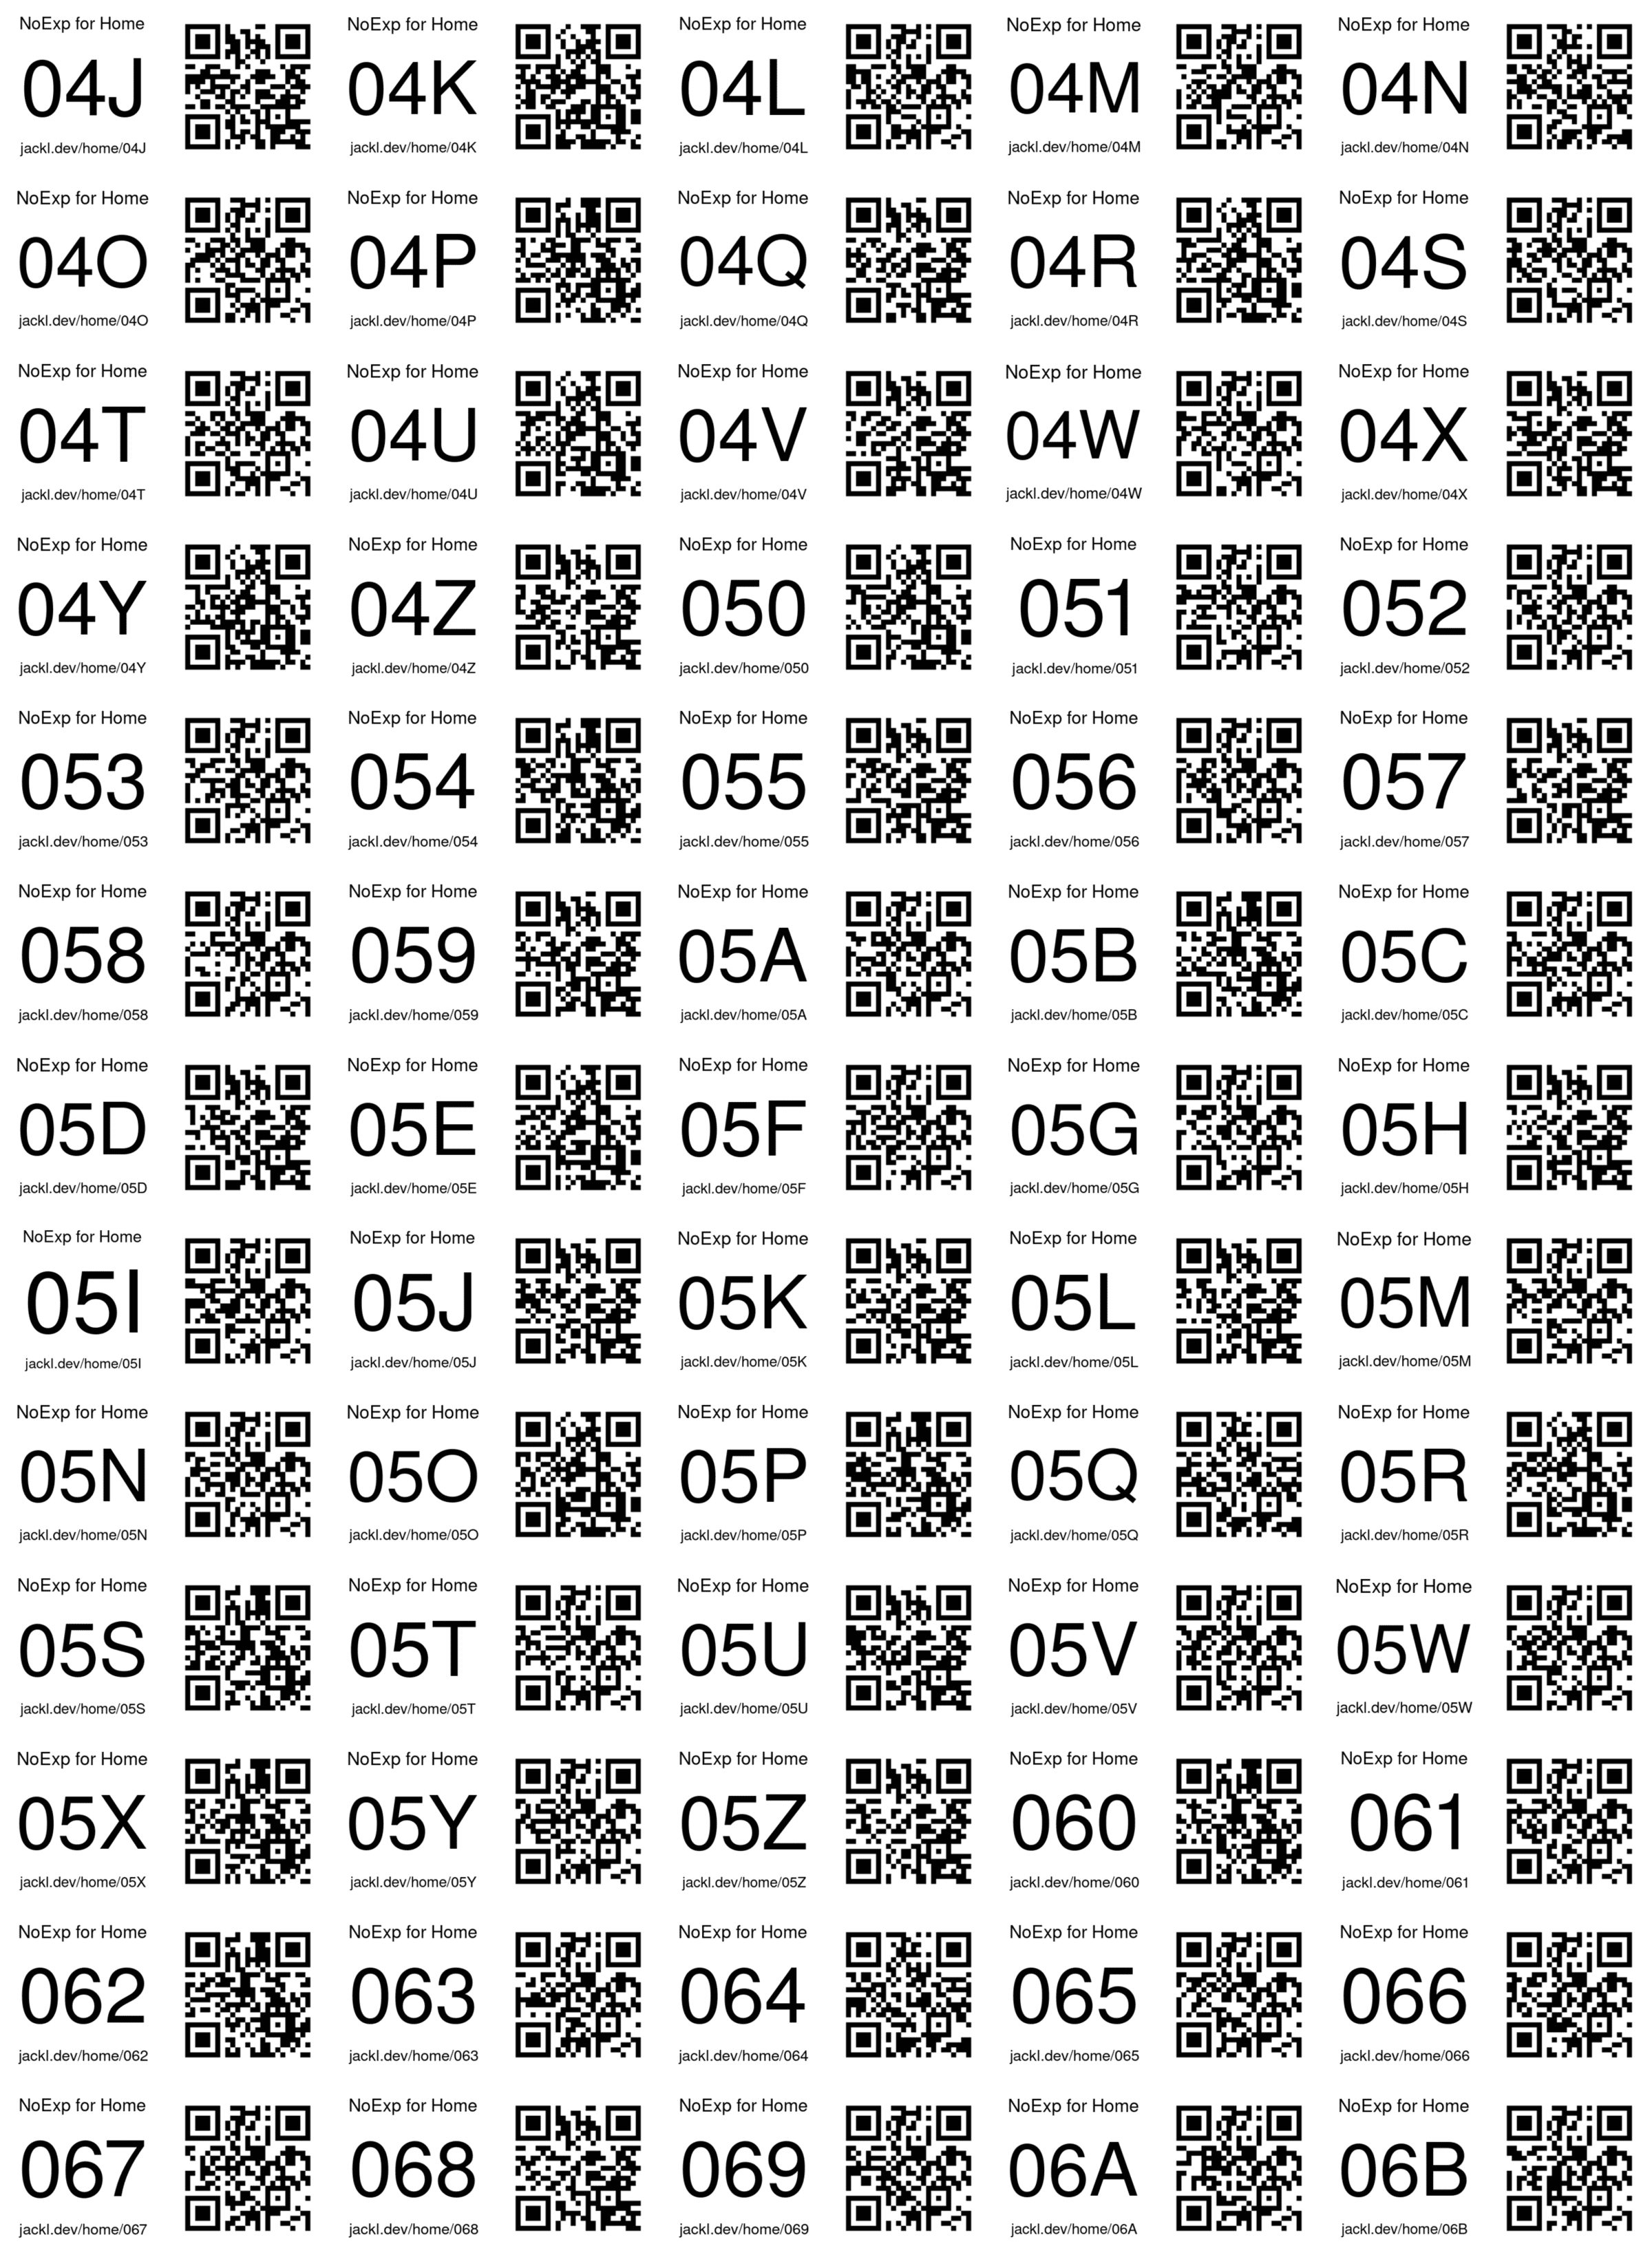 NoExp for Home
04J
jackl.dev/home/04J
NoExp for Home
04K
jackl.dev/home/04K
NoExp for Home
04L
jackl.dev/home/04L
NoExp for Home
04M
jackl.dev/home/04M
NoExp for Home
04N
jackl.dev/home/04N
NoExp for Home
04O
jackl.dev/home/04O
NoExp for Home
04P
jackl.dev/home/04P
NoExp for Home
04Q
jackl.dev/home/04Q
NoExp for Home
04R
jackl.dev/home/04R
NoExp for Home
04S
jackl.dev/home/04S
NoExp for Home
04T
jackl.dev/home/04T
NoExp for Home
04U
jackl.dev/home/04U
NoExp for Home
04V
jackl.dev/home/04V
NoExp for Home
04W
jackl.dev/home/04W
NoExp for Home
04X
jackl.dev/home/04X
NoExp for Home
04Y
jackl.dev/home/04Y
NoExp for Home
04Z
jackl.dev/home/04Z
NoExp for Home
050
jackl.dev/home/050
NoExp for Home
051
jackl.dev/home/051
NoExp for Home
052
jackl.dev/home/052
NoExp for Home
053
jackl.dev/home/053
NoExp for Home
054
jackl.dev/home/054
NoExp for Home
055
jackl.dev/home/055
NoExp for Home
056
jackl.dev/home/056
NoExp for Home
057
jackl.dev/home/057
NoExp for Home
058
jackl.dev/home/058
NoExp for Home
059
jackl.dev/home/059
NoExp for Home
05A
jackl.dev/home/05A
NoExp for Home
05B
jackl.dev/home/05B
NoExp for Home
05C
jackl.dev/home/05C
NoExp for Home
05D
jackl.dev/home/05D
NoExp for Home
05E
jackl.dev/home/05E
NoExp for Home
05F
jackl.dev/home/05F
NoExp for Home
05G
jackl.dev/home/05G
NoExp for Home
05H
jackl.dev/home/05H
NoExp for Home
05I
jackl.dev/home/05I
NoExp for Home
05J
jackl.dev/home/05J
NoExp for Home
05K
jackl.dev/home/05K
NoExp for Home
05L
jackl.dev/home/05L
NoExp for Home
05M
jackl.dev/home/05M
NoExp for Home
05N
jackl.dev/home/05N
NoExp for Home
05O
jackl.dev/home/05O
NoExp for Home
05P
jackl.dev/home/05P
NoExp for Home
05Q
jackl.dev/home/05Q
NoExp for Home
05R
jackl.dev/home/05R
NoExp for Home
05S
jackl.dev/home/05S
NoExp for Home
05T
jackl.dev/home/05T
NoExp for Home
05U
jackl.dev/home/05U
NoExp for Home
05V
jackl.dev/home/05V
NoExp for Home
05W
jackl.dev/home/05W
NoExp for Home
05X
jackl.dev/home/05X
NoExp for Home
05Y
jackl.dev/home/05Y
NoExp for Home
05Z
jackl.dev/home/05Z
NoExp for Home
060
jackl.dev/home/060
NoExp for Home
061
jackl.dev/home/061
NoExp for Home
062
jackl.dev/home/062
NoExp for Home
063
jackl.dev/home/063
NoExp for Home
064
jackl.dev/home/064
NoExp for Home
065
jackl.dev/home/065
NoExp for Home
066
jackl.dev/home/066
NoExp for Home
067
jackl.dev/home/067
NoExp for Home
068
jackl.dev/home/068
NoExp for Home
069
jackl.dev/home/069
NoExp for Home
06A
jackl.dev/home/06A
NoExp for Home
06B
jackl.dev/home/06B